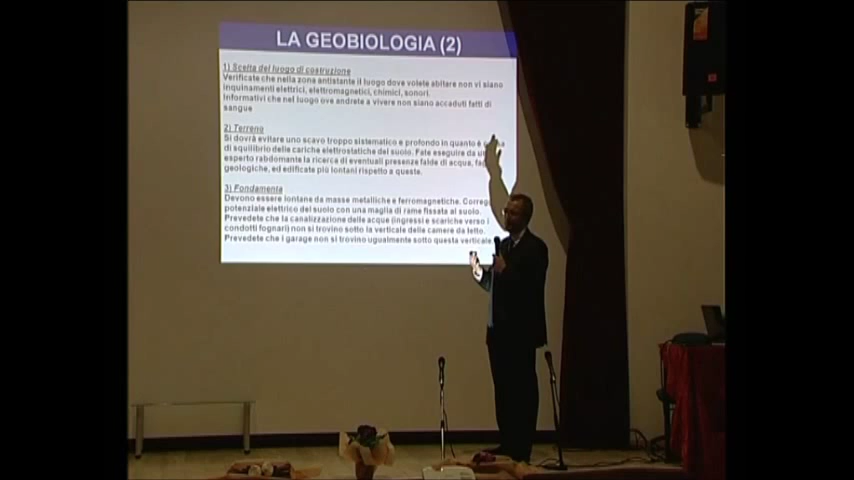 LA GEOBIOLOGIA (2)
1) Scelta del luogo di costruzione
Verificate che nella zona antistante il luogo dove volete abitare non vi siano
inquinamenti elettrici, elettromagnetici, chimici, sonori.
Informativi che nel luogo ove andrete a vivere non siano accaduti fatti di
sangue
2) Terreno
Si dovrà evitare uno scavo troppo sistematico e profondo in quanto è
di squilibrio delle cariche elettrostatiche del suolo. Fate eseguire da un
esperto rabdomante la ricerca di eventuali presenze falde di acqua,
geologiche, ed edificate più lontani rispetto a queste.
3) Fondamenta
Devono essere lontane da masse metalliche e ferromagnetiche.
potenziale elettrico del suolo con una maglia di rame fissata al suolo.
Prevedete che la canalizzazione delle acque (ingressi e scariche verso i
condotti fognari) non si trovino sotto la verticale delle camere da letto.
Prevedete che i garage non si trovino ugualmente sotto questa verticale.